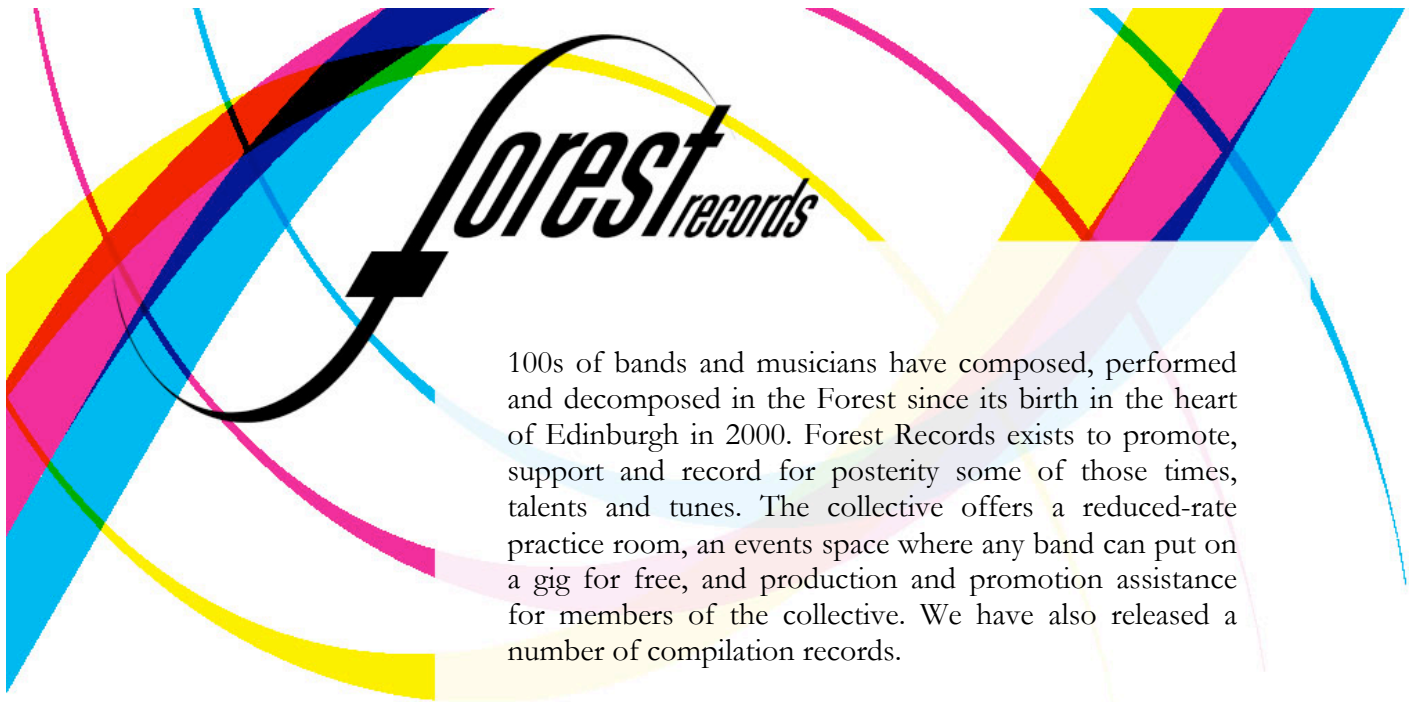 forest records
100s of bands and musicians have composed, performed
and decomposed in the Forest since its birth in the heart
of Edinburgh in 2000. Forest Records exists to promote,
support and record for posterity some of those times,
talents and tunes. The collective offers a reduced-rate
practice room, an events space where any band can put on
a gig for free, and production and promotion assistance
for members of the collective. We have also released a
number of compilation records.